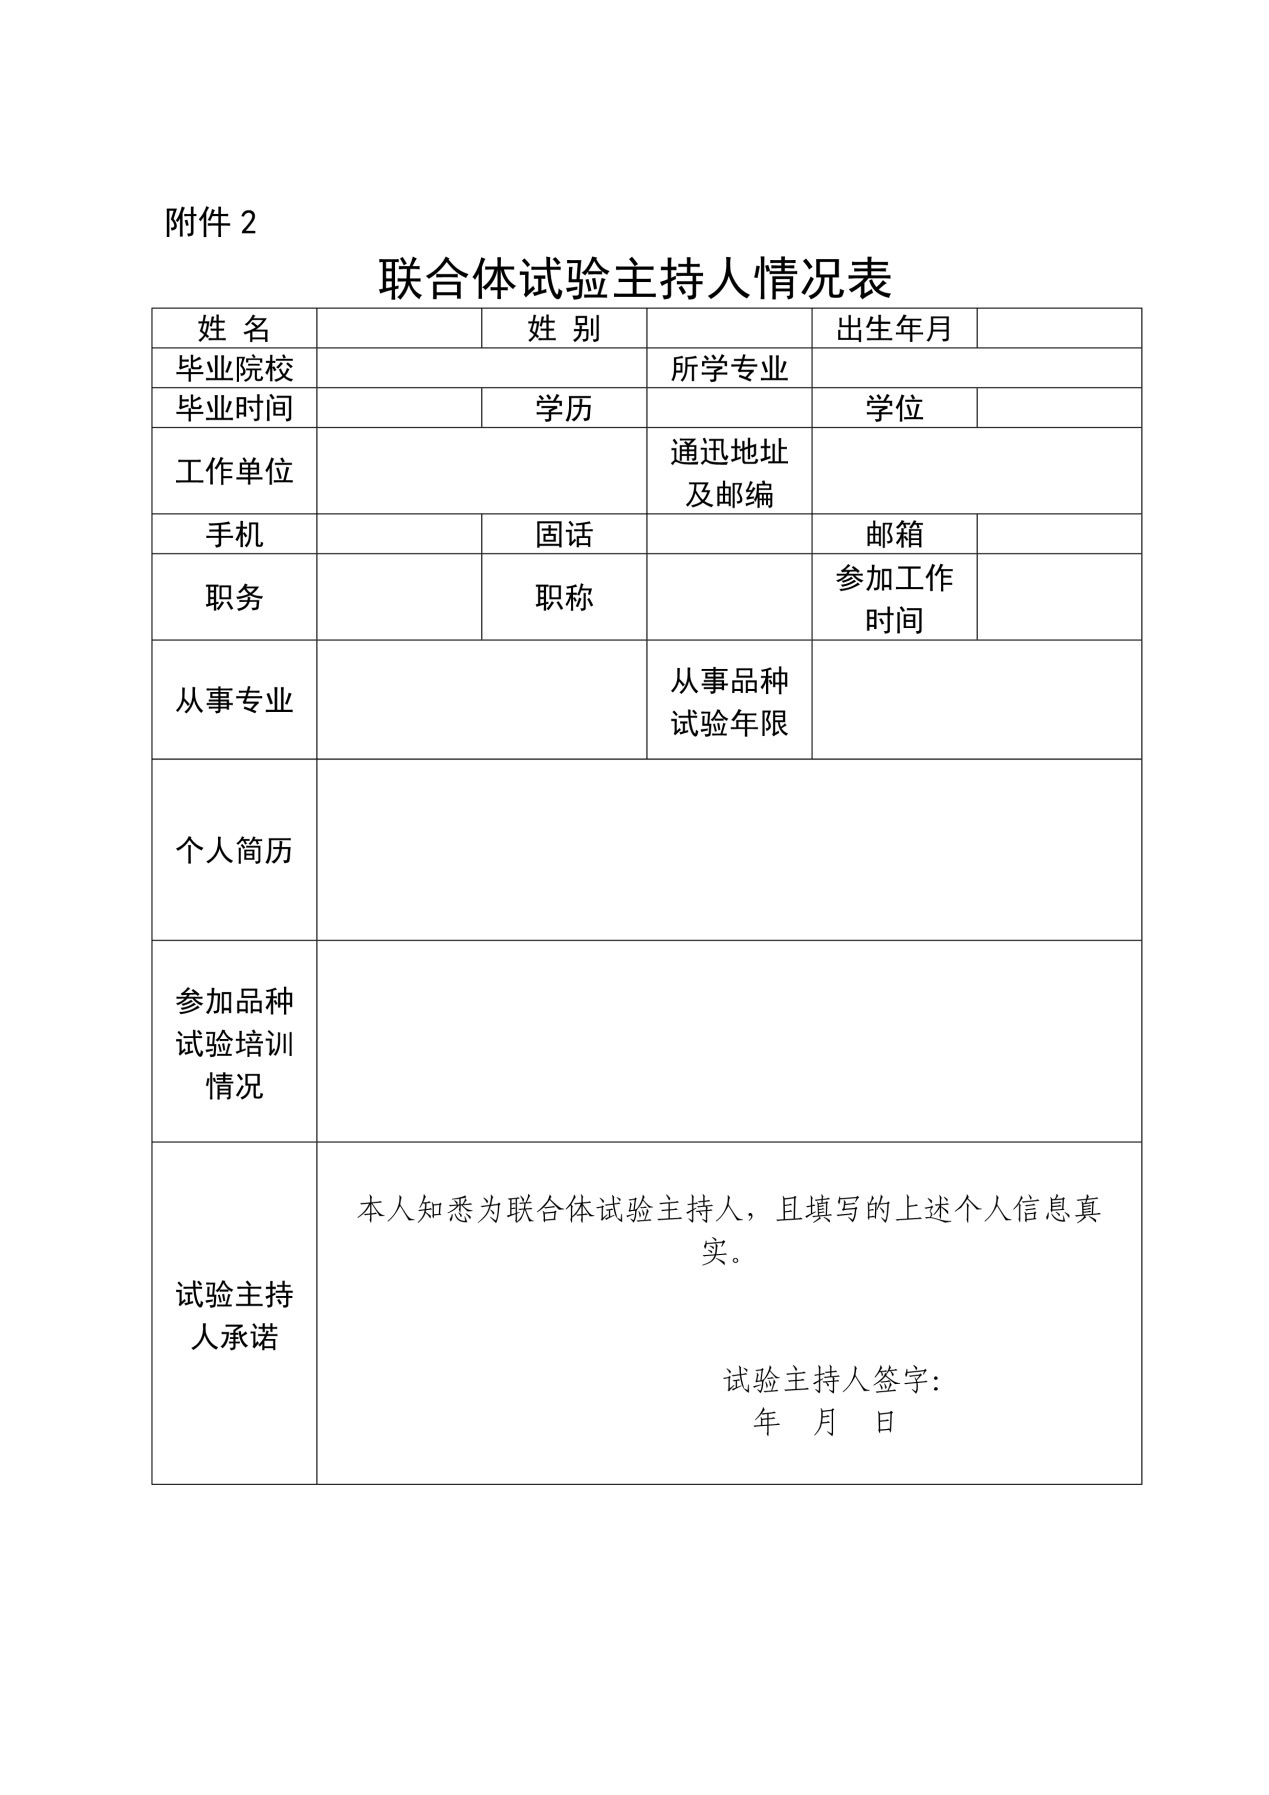 附件 2
联合体试验主持人情况表
姓 名 姓 别 出生年月
毕业院校 所学专业
毕业时间 学历 学位
工作单位 通迅地址
及邮编
手机 固话 邮箱
职务 职称 参加工作
时间
从事专业 从事品种
试验年限
个人简历
参加品种
试验培训
情况
试验主持
人承诺
本人知悉为联合体试验主持人，且填写的上述个人信息真
实。
试验主持人签字:
年 月 日